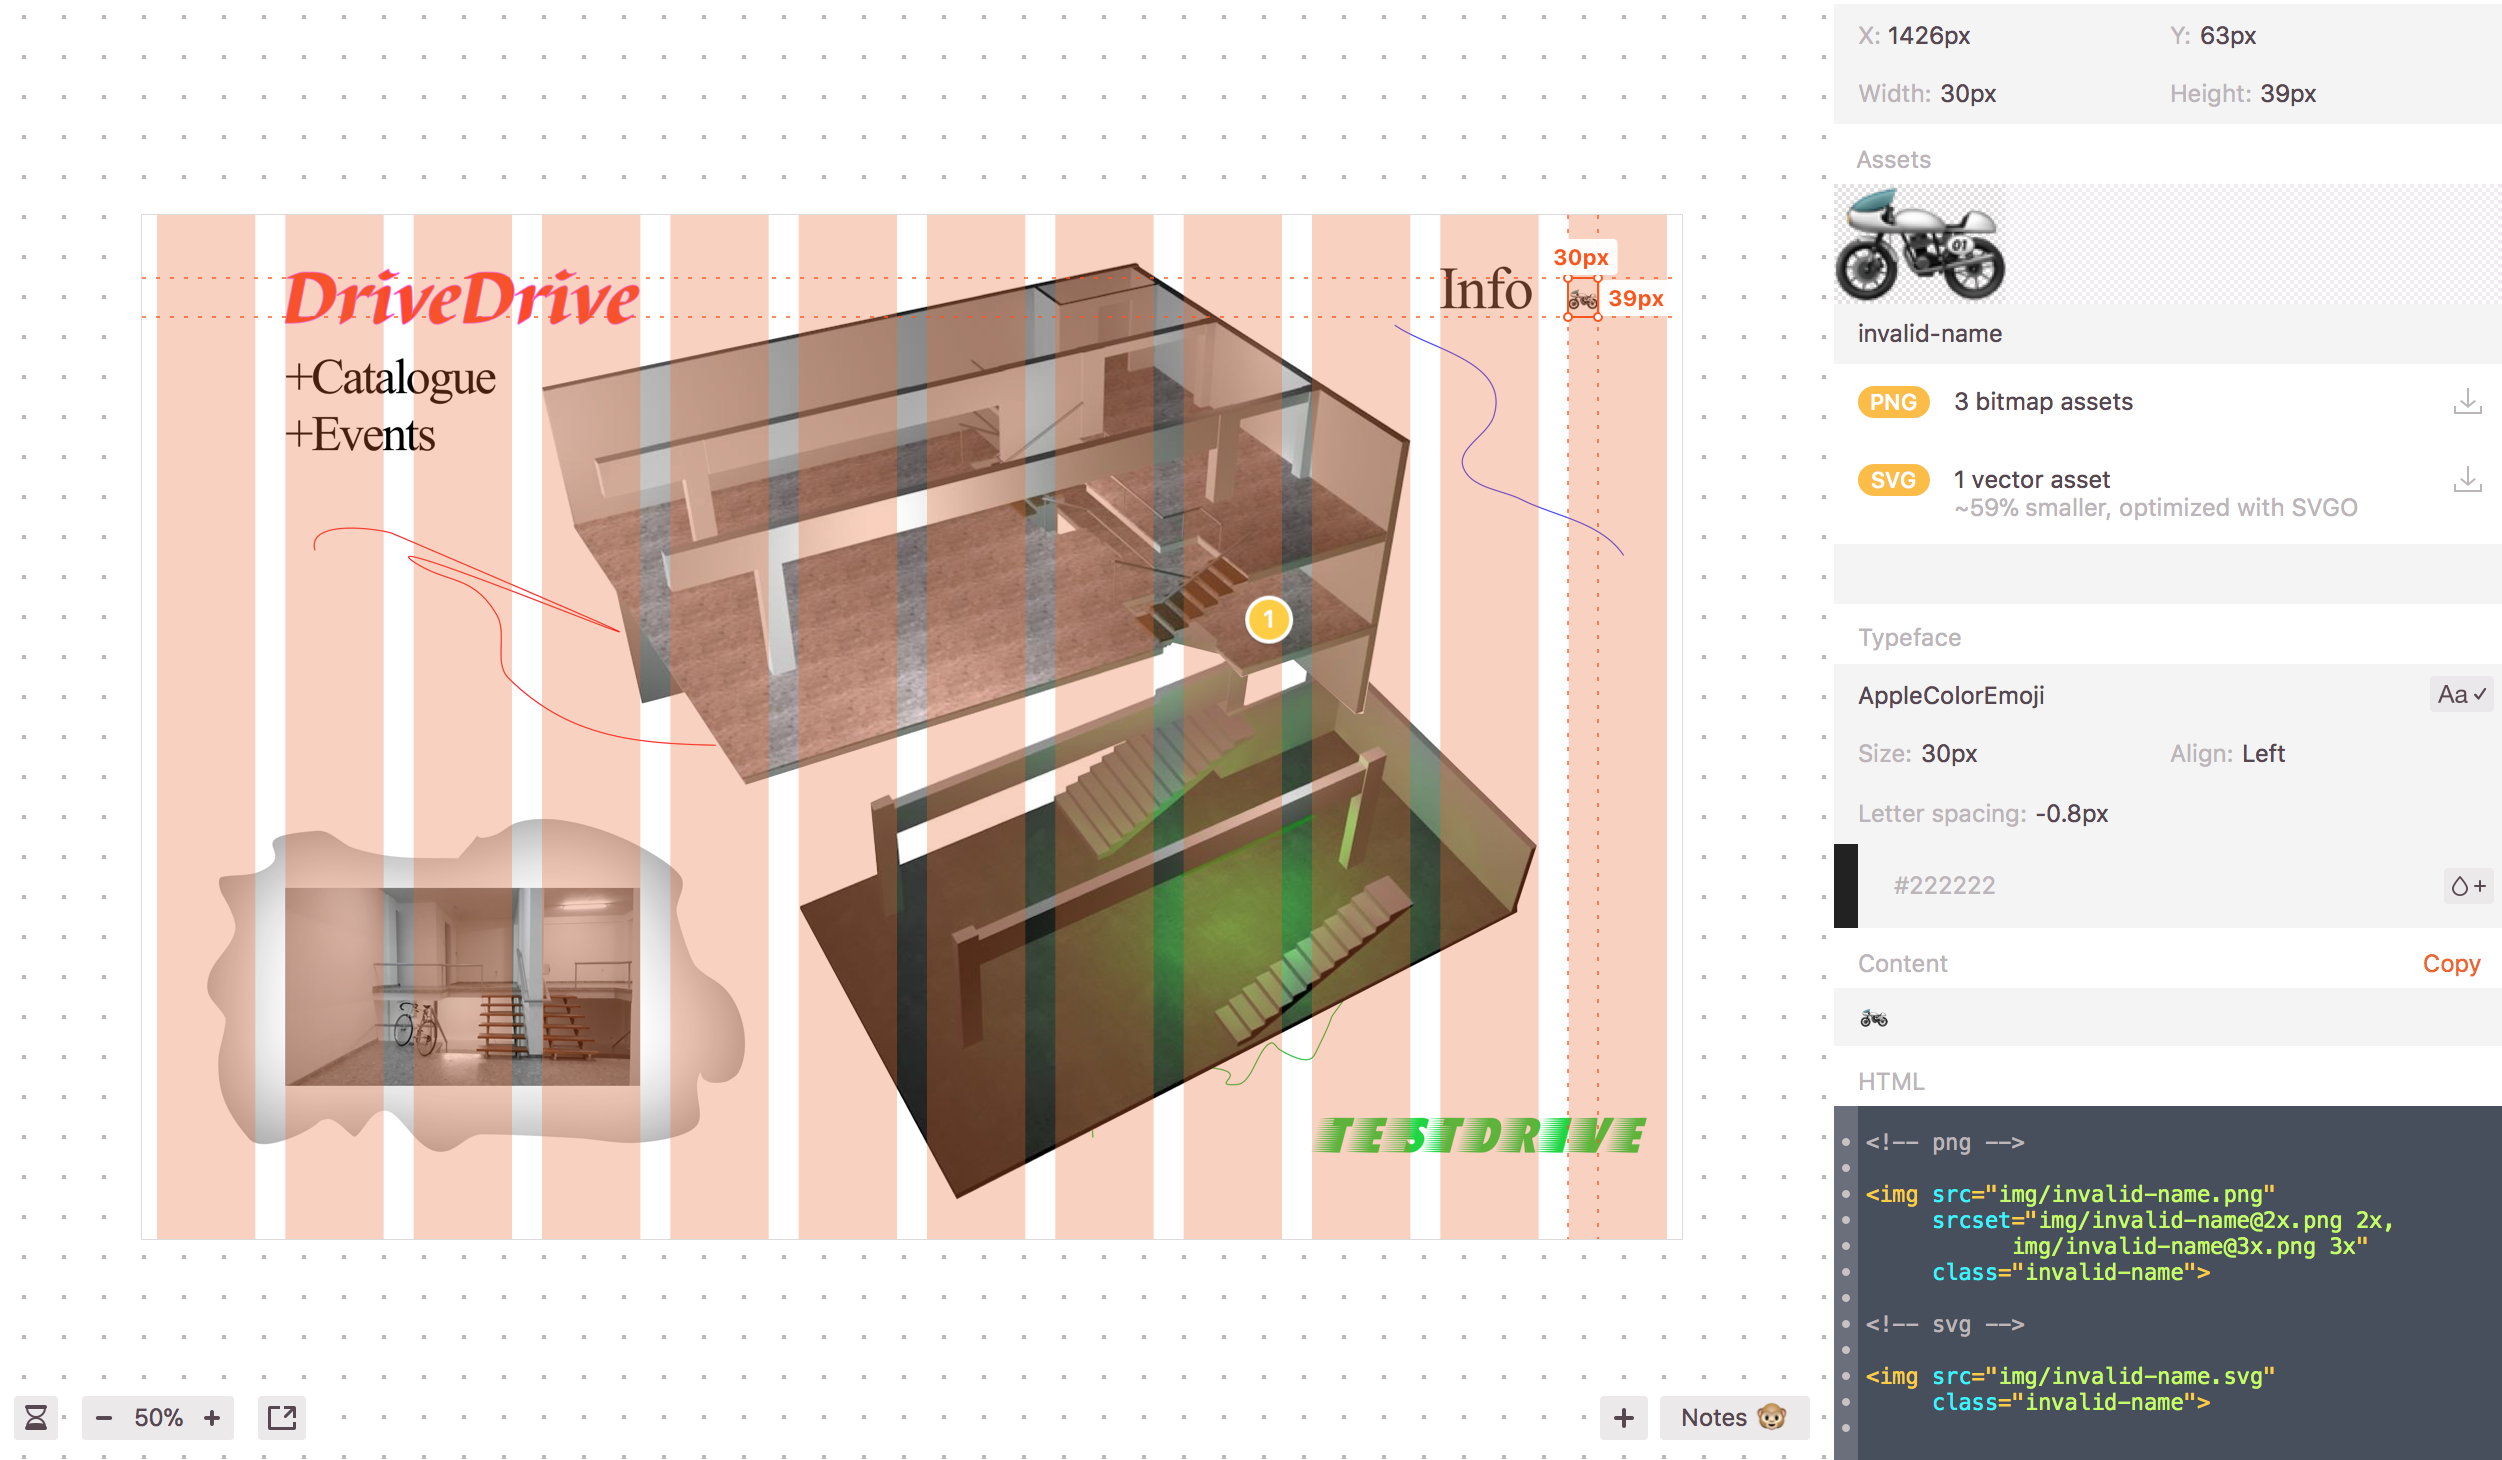 DriveDrive
+Catalogue
+Events
Info
30px
39px
1
TESTDRIVE
50%
Notes
X: 1426px
Y: 63px
Width: 30px
Height: 39px
Assets
01
invalid-name
PNG 3 bitmap assets
SVG 1 vector asset
~59% smaller, optimized with SVGO
Typeface
AppleColorEmoji
Aa
Size: 30px
Align: Left
Letter spacing: -0.8px
#222222
Content
Copy
HTML
<!-- png -->
<img src="img/invalid-name.png"
srcset="img/invalid-name@2x.png 2x,
img/invalid-name@3x.png 3x"
class="invalid-name">
<!-- svg -->
<img src="img/invalid-name.svg"
class="invalid-name">